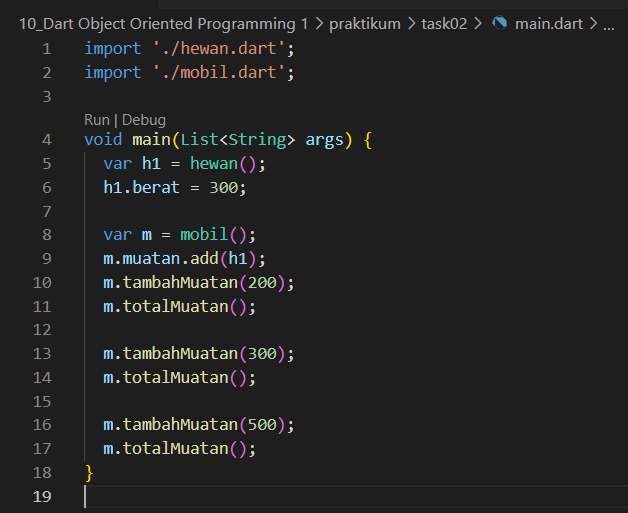 10_Dart Object Oriented Programming 1 > praktikum > task02 > main.dart > ...
1 import './hewan.dart';
2 import './mobil.dart';
3
Run | Debug
4 void main(List<String> args) {
5   var h1 = hewan();
6   h1.berat = 300;
7
8   var m = mobil();
9   m.muatan.add(h1);
10   m.tambahMuatan(200);
11   m.totalMuatan();
12
13   m.tambahMuatan(300);
14   m.totalMuatan();
15
16   m.tambahMuatan(500);
17   m.totalMuatan();
18 }
19